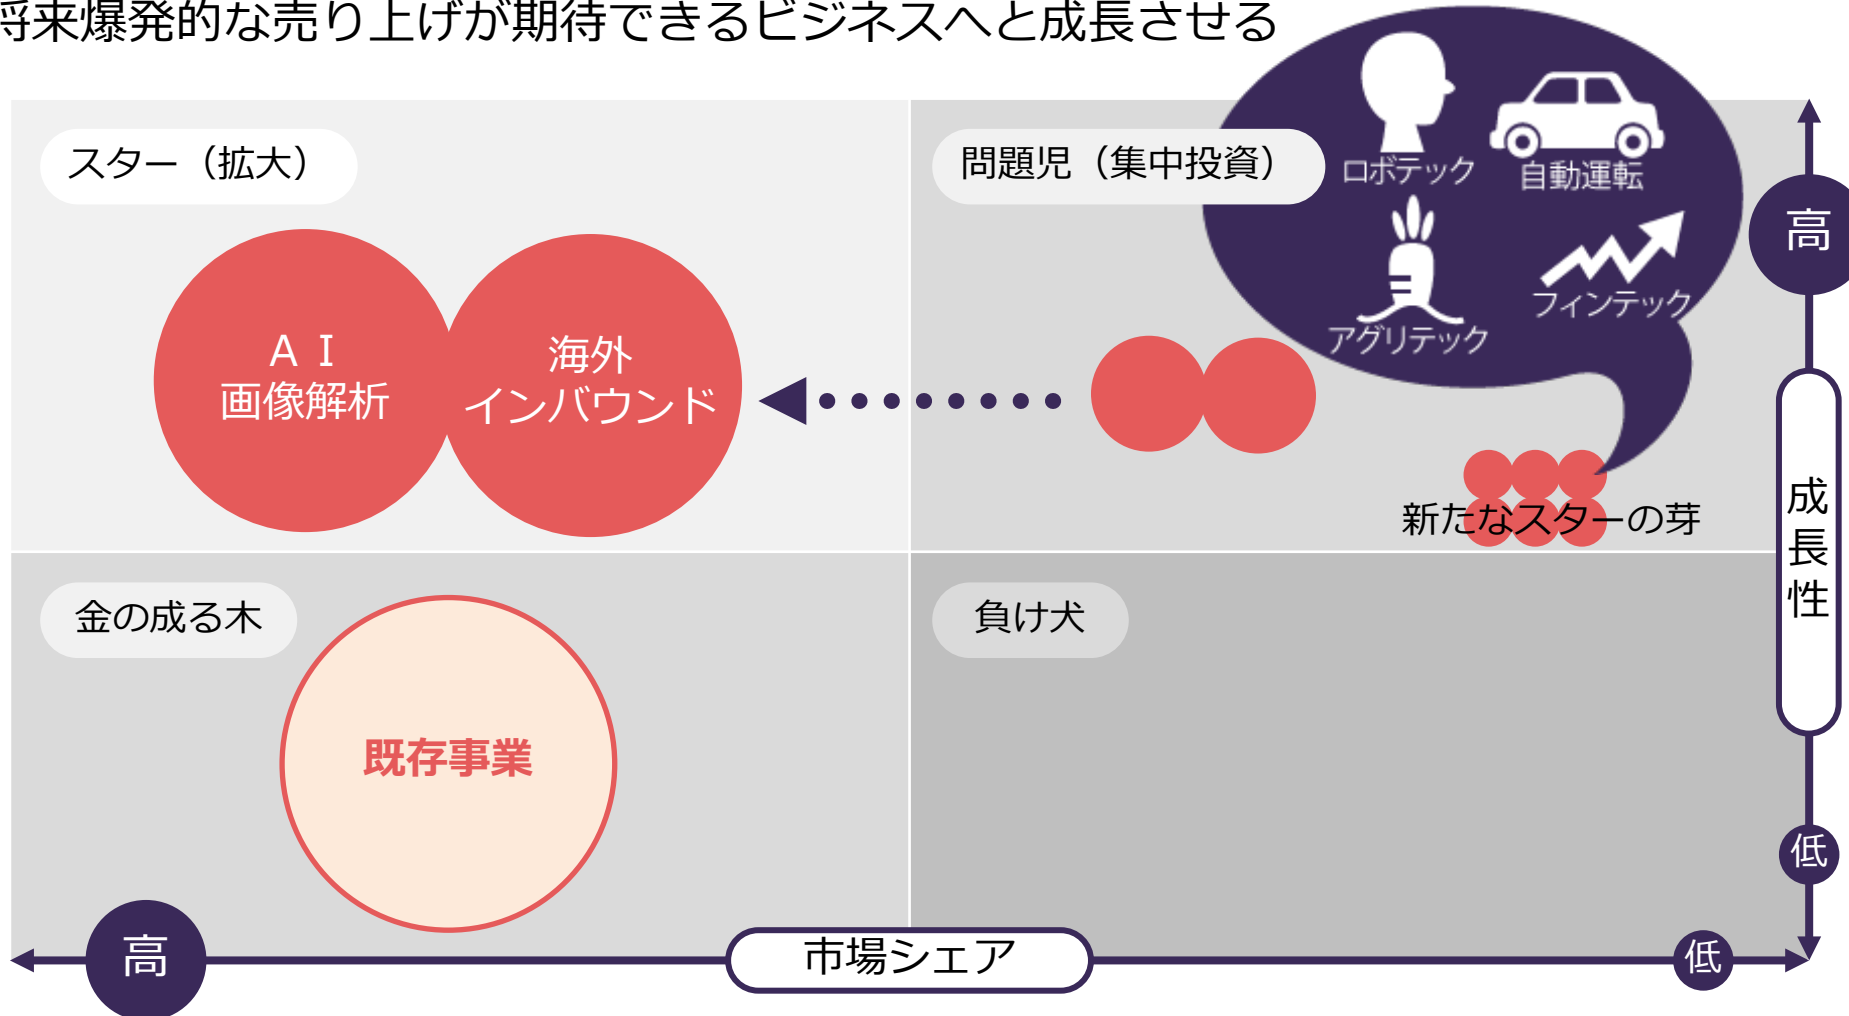 将来爆発的な売り上げが期待できるビジネスへと成長させる
スター（拡大）
問題児（集中投資）
ロボテック
自動運転
アグリテック
フィンテック
高
ＡＩ
画像解析
海外
インバウンド
新たなスターの芽
成長性
金の成る木
負け犬
既存事業
低
高
市場シェア
低